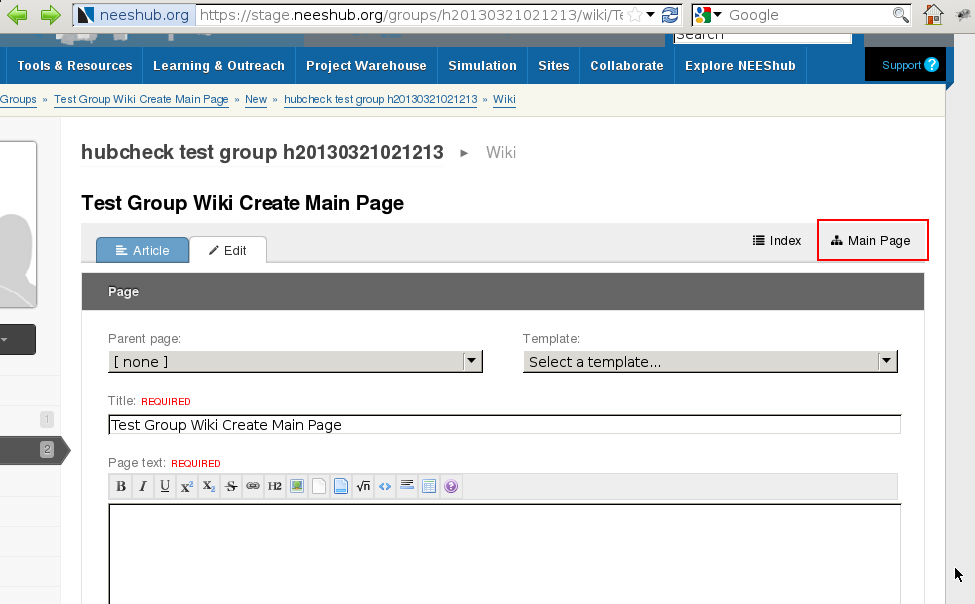 neeshub.org https://stage.neeshub.org/groups/h20130321021213/wiki/Te Google
Search
Tools & Resources Learning & Outreach Project Warehouse Simulation Sites Collaborate Explore NEEShub Support ?
Groups » Test Group Wiki Create Main Page » New » hubcheck test group h20130321021213 » Wiki
hubcheck test group h20130321021213 ► Wiki
Test Group Wiki Create Main Page
Article Edit Index Main Page
Page
Parent page: Template:
[ none ] Select a template...
Title: REQUIRED
Test Group Wiki Create Main Page
1
2
Page text: REQUIRED
B I U x² X₂ S H2 √n <> ?